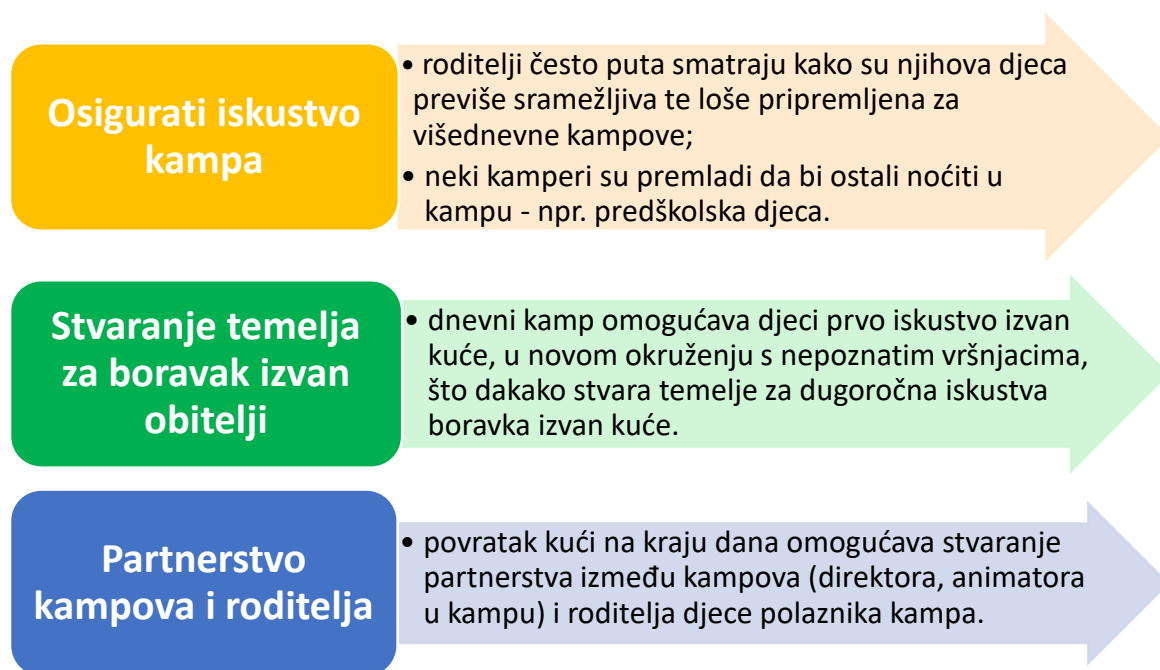 Osigurati iskustvo
kampa
• roditelji često puta smatraju kako su njihova djeca
previše sramežljiva te loše pripremljena za
višednevne kampove;
• neki kamperi su premladi da bi ostali noćiti u
kampu - npr. predškolska djeca.
Stvaranje temelja
za boravak izvan
obitelji
• dnevni kamp omogućava djeci prvo iskustvo izvan
kuće, u novom okruženju s nepoznatim vršnjacima,
što dakako stvara temelje za dugoročna iskustva
boravka izvan kuće.
Partnerstvo
kampova i roditelja
• povratak kući na kraju dana omogućava stvaranje
partnerstva između kampova (direktora, animatora
u kampu) i roditelja djece polaznika kampa.